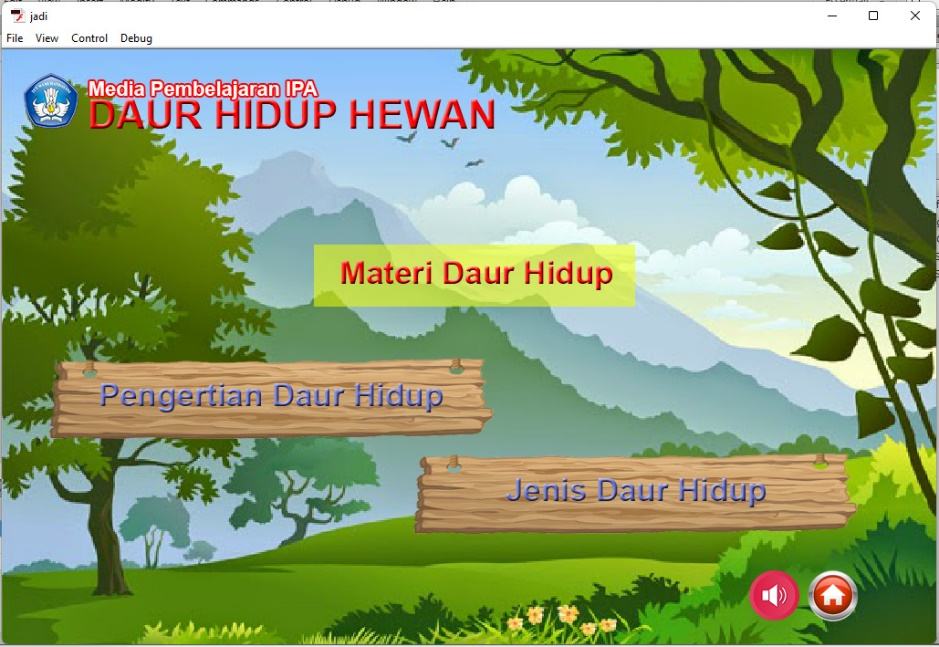 jadi
File View Control Debug
Media Pembelajaran IPA
DAUR HIDUP HEWAN
Materi Daur Hidup
Pengertian Daur Hidup
Jenis Daur Hidup